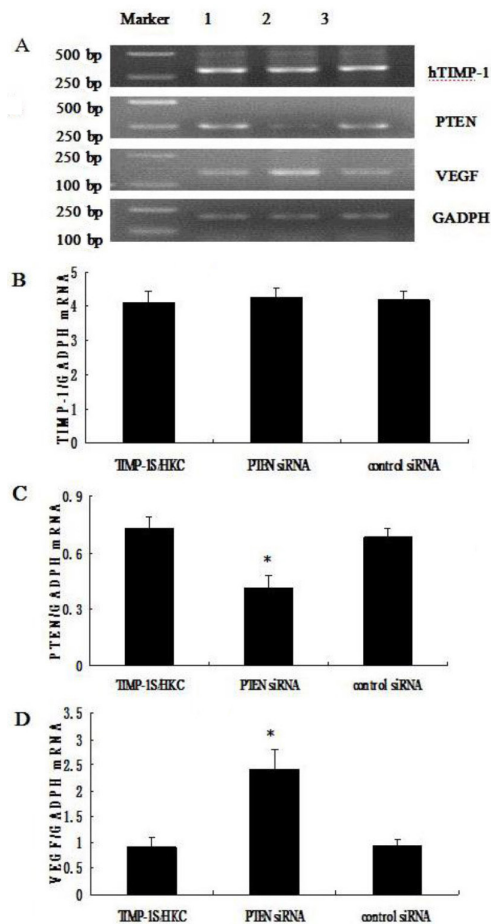 Marker 1 2 3
A
500 bp
250 bp
hTIMP-1
500 bp
250 bp
PTEN
250 bp
100 bp
VEGF
250 bp
100 bp
GADPH
B
TIMP-1/GADPH mRNA
5
4
3
2
1
0
TIMP-1S/HKC PTEN siRNA control siRNA
C
PTEN/GADPH mRNA
0.9
0.6
0.3
0
*
TIMP-1S/HKC PTEN siRNA control siRNA
D
VEGF/GADPH mRNA
3.5
3
2.5
2
1.5
1
0.5
0
*
TIMP-1S/HKC PTEN siRNA control siRNA